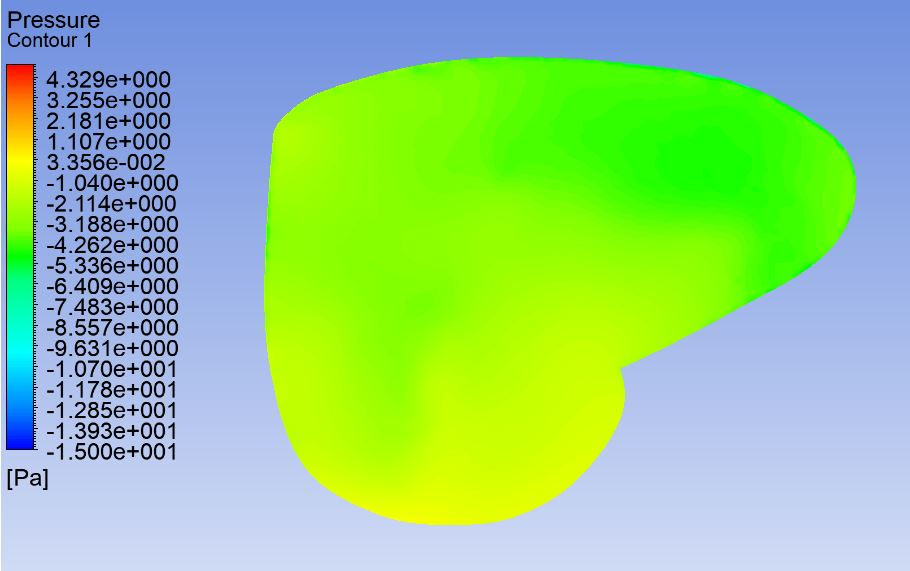 Pressure
Contour 1
4.329e+000
3.255e+000
2.181e+000
1.107e+000
3.356e-002
-1.040e+000
-2.114e+000
-3.188e+000
-4.262e+000
-5.336e+000
-6.409e+000
-7.483e+000
-8.557e+000
-9.631e+000
-1.070e+001
-1.178e+001
-1.285e+001
-1.393e+001
-1.500e+001
[Pa]